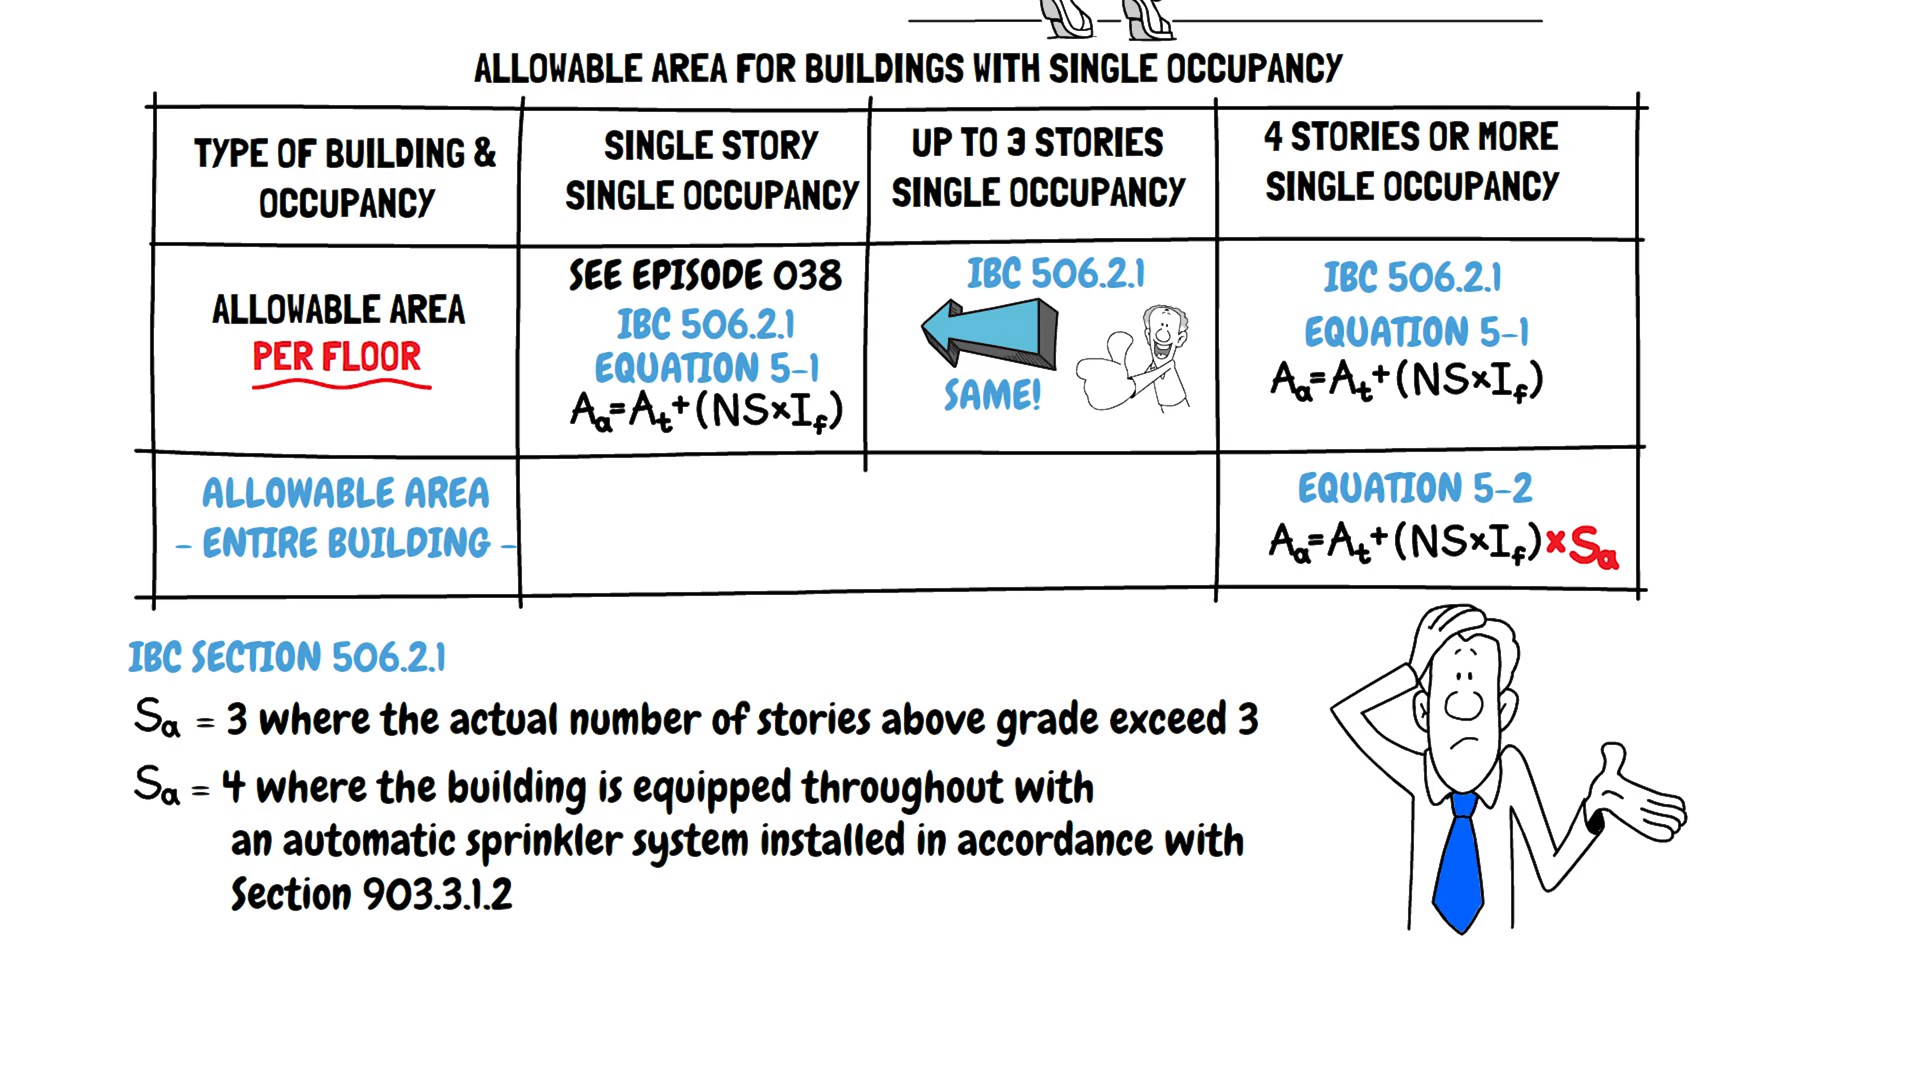 ALLOWABLE AREA FOR BUILDINGS WITH SINGLE OCCUPANCY
TYPE OF BUILDING &
OCCUPANCY
SINGLE STORY
SINGLE OCCUPANCY
UP TO 3 STORIES
SINGLE OCCUPANCY
4 STORIES OR MORE
SINGLE OCCUPANCY
ALLOWABLE AREA
PER FLOOR
SEE EPISODE 038
IBC 506.2.1
EQUATION 5-1
Aa=At+(NS×If)
IBC 506.2.1
SAME!
IBC 506.2.1
EQUATION 5-1
Aa=At+(NS×If)
ALLOWABLE AREA
- ENTIRE BUILDING -
EQUATION 5-2
Aa=At+(NS×If)×Sa
IBC SECTION 506.2.1
Sa = 3 where the actual number of stories above grade exceed 3
Sa = 4 where the building is equipped throughout with
an automatic sprinkler system installed in accordance with
Section 903.3.1.2